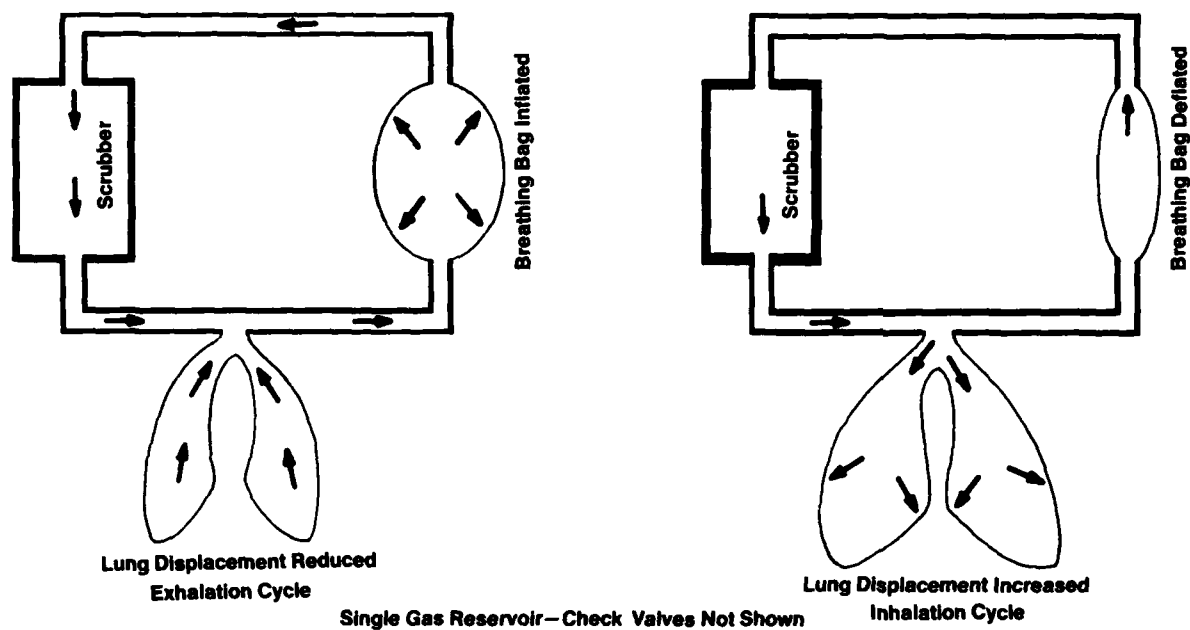 Scrubber
Breathing Bag Inflated
Lung Displacement Reduced
Exhalation Cycle
Scrubber
Breathing Bag Deflated
Lung Displacement Increased
Inhalation Cycle
Single Gas Reservoir—Check Valves Not Shown